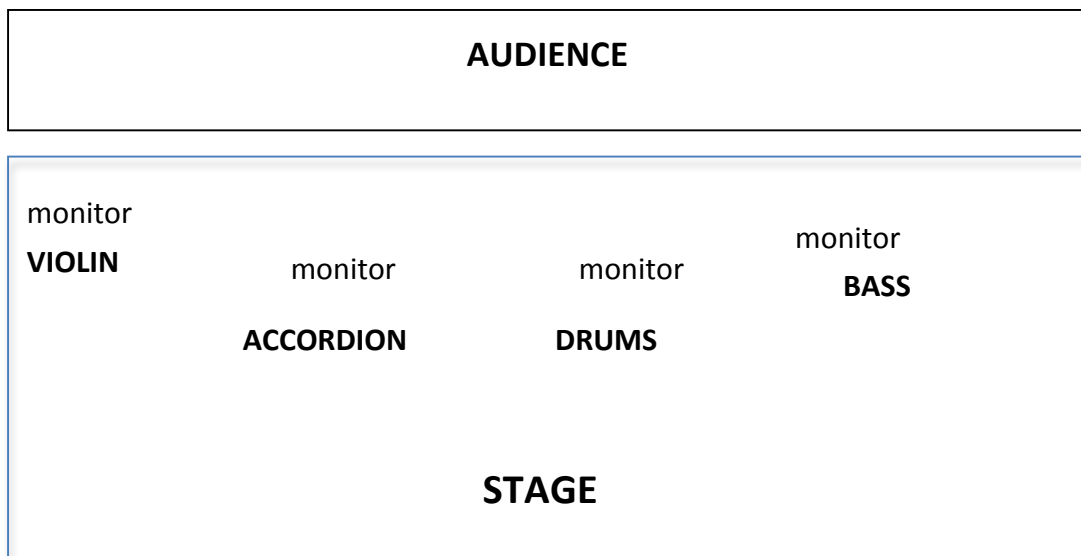 AUDIENCE
monitor
VIOLIN
monitor
ACCORDION
monitor
DRUMS
monitor
BASS
STAGE